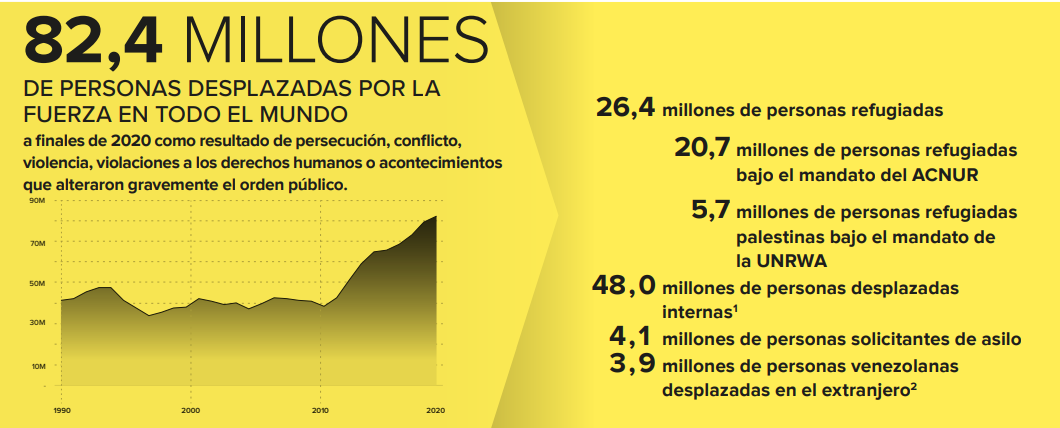 82,4 MILLONES
DE PERSONAS DESPLAZADAS POR LA
FUERZA EN TODO EL MUNDO
a finales de 2020 como resultado de persecución, conflicto,
violencia, violaciones a los derechos humanos o acontecimientos
que alteraron gravemente el orden público.
90M
70M
50M
30M
10M
-
1990
2000
2010
2020
26,4 millones de personas refugiadas
20,7 millones de personas refugiadas
bajo el mandato del ACNUR
5,7 millones de personas refugiadas
palestinas bajo el mandato de
la UNRWA
48,0 millones de personas desplazadas
internas¹
4,1 millones de personas solicitantes de asilo
3,9 millones de personas venezolanas
desplazadas en el extranjero²